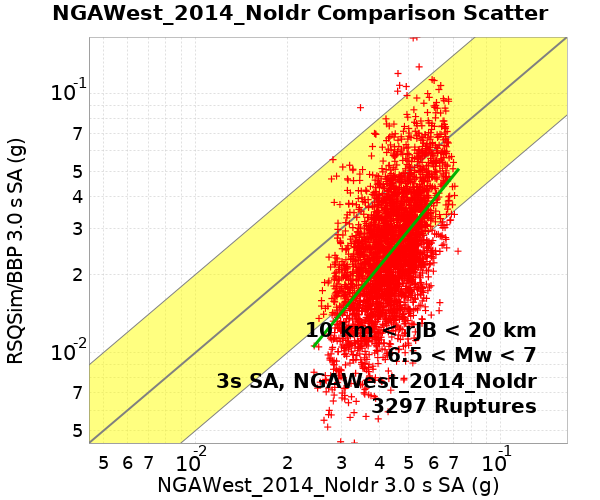 NGAWest_2014_NoIdr Comparison Scatter
RSQSim/BBP 3.0 s SA (g)
10⁻¹
7
5
4
3
2
10⁻²
7
5
10 km < rJB < 20 km
6.5 < Mw < 7
3s SA, NGAWest_2014_NoIdr
3297 Ruptures
5 6 7 10⁻² 2 3 4 5 6 7 10⁻¹
NGAWest_2014_NoIdr 3.0 s SA (g)